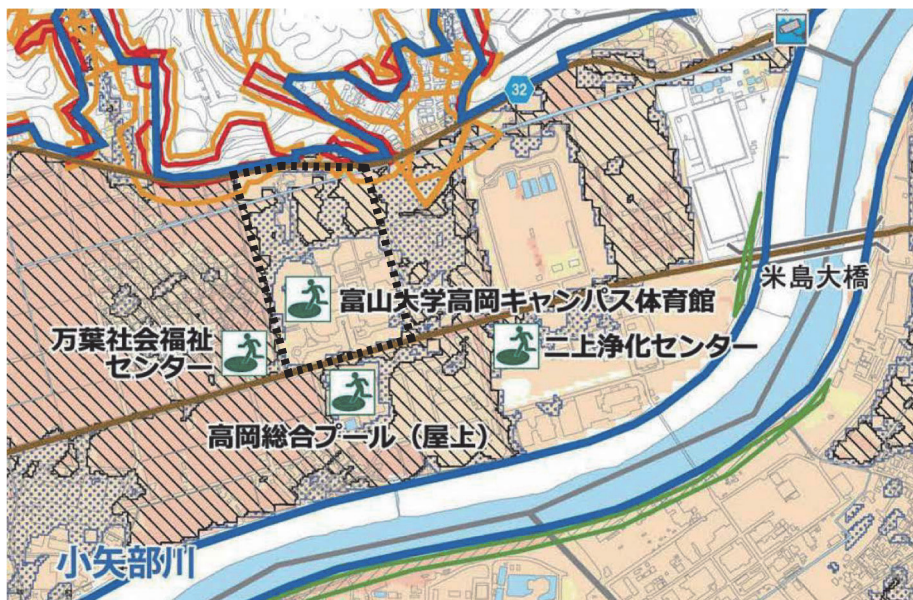 32
米島大橋
富山大学高岡キャンパス体育館
万葉社会福祉
センター
二上浄化センター
高岡総合プール（屋上）
小矢部川